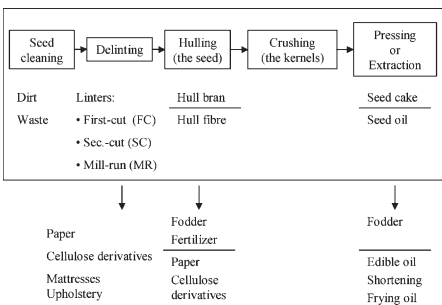 Seed cleaning
Delinting
Hulling (the seed)
Crushing (the kernels)
Pressing or Extraction
Dirt
Waste
Linters:
• First-cut (FC)
• Sec.-cut (SC)
• Mill-run (MR)
Hull bran
Hull fibre
Seed cake
Seed oil
Paper
Cellulose derivatives
Mattresses
Upholstery
Fodder
Fertilizer
Paper
Cellulose
derivatives
Fodder
Edible oil
Shortening
Frying oil